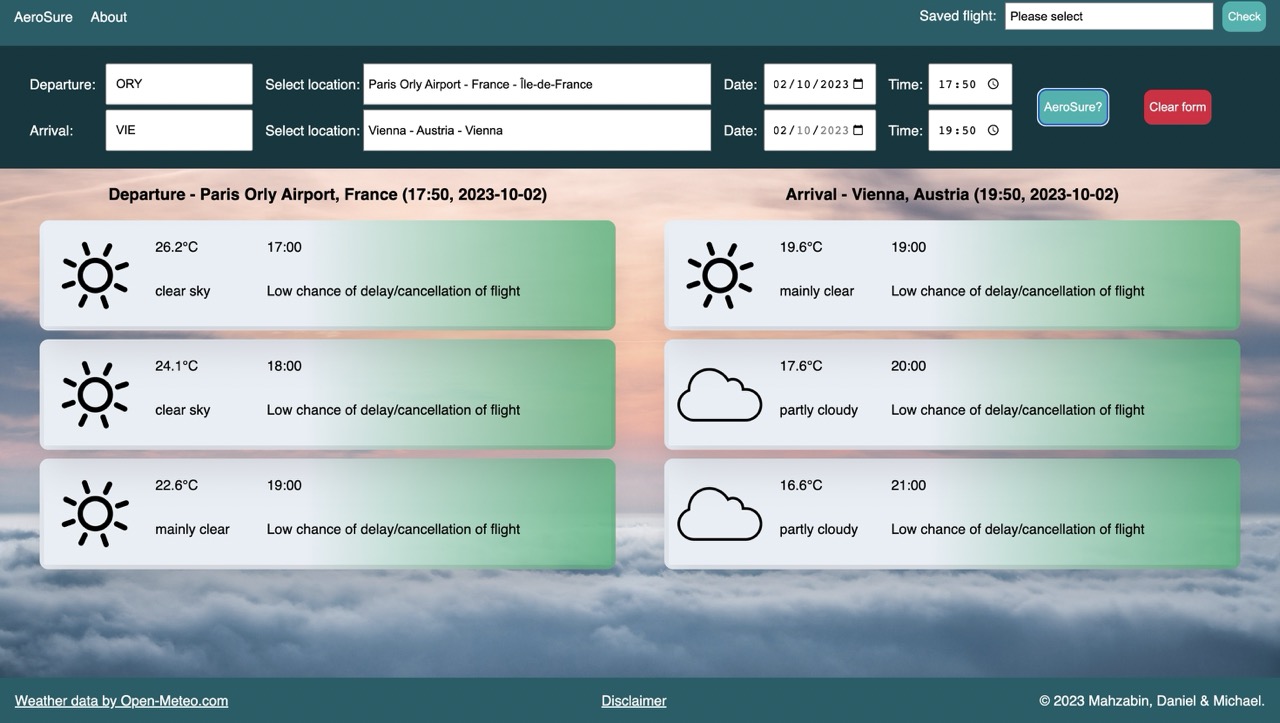 AeroSure About Saved flight: Please select Check
Departure: ORY Select location: Paris Orly Airport - France - Île-de-France Date: 02/10/2023 Time: 17:50
Arrival: VIE Select location: Vienna - Austria - Vienna Date: 02/10/2023 Time: 19:50
AeroSure? Clear form
Departure - Paris Orly Airport, France (17:50, 2023-10-02)
26.2°C 17:00
clear sky Low chance of delay/cancellation of flight
24.1°C 18:00
clear sky Low chance of delay/cancellation of flight
22.6°C 19:00
mainly clear Low chance of delay/cancellation of flight
Arrival - Vienna, Austria (19:50, 2023-10-02)
19.6°C 19:00
mainly clear Low chance of delay/cancellation of flight
17.6°C 20:00
partly cloudy Low chance of delay/cancellation of flight
16.6°C 21:00
partly cloudy Low chance of delay/cancellation of flight
Weather data by Open-Meteo.com Disclaimer © 2023 Mahzabin, Daniel & Michael.